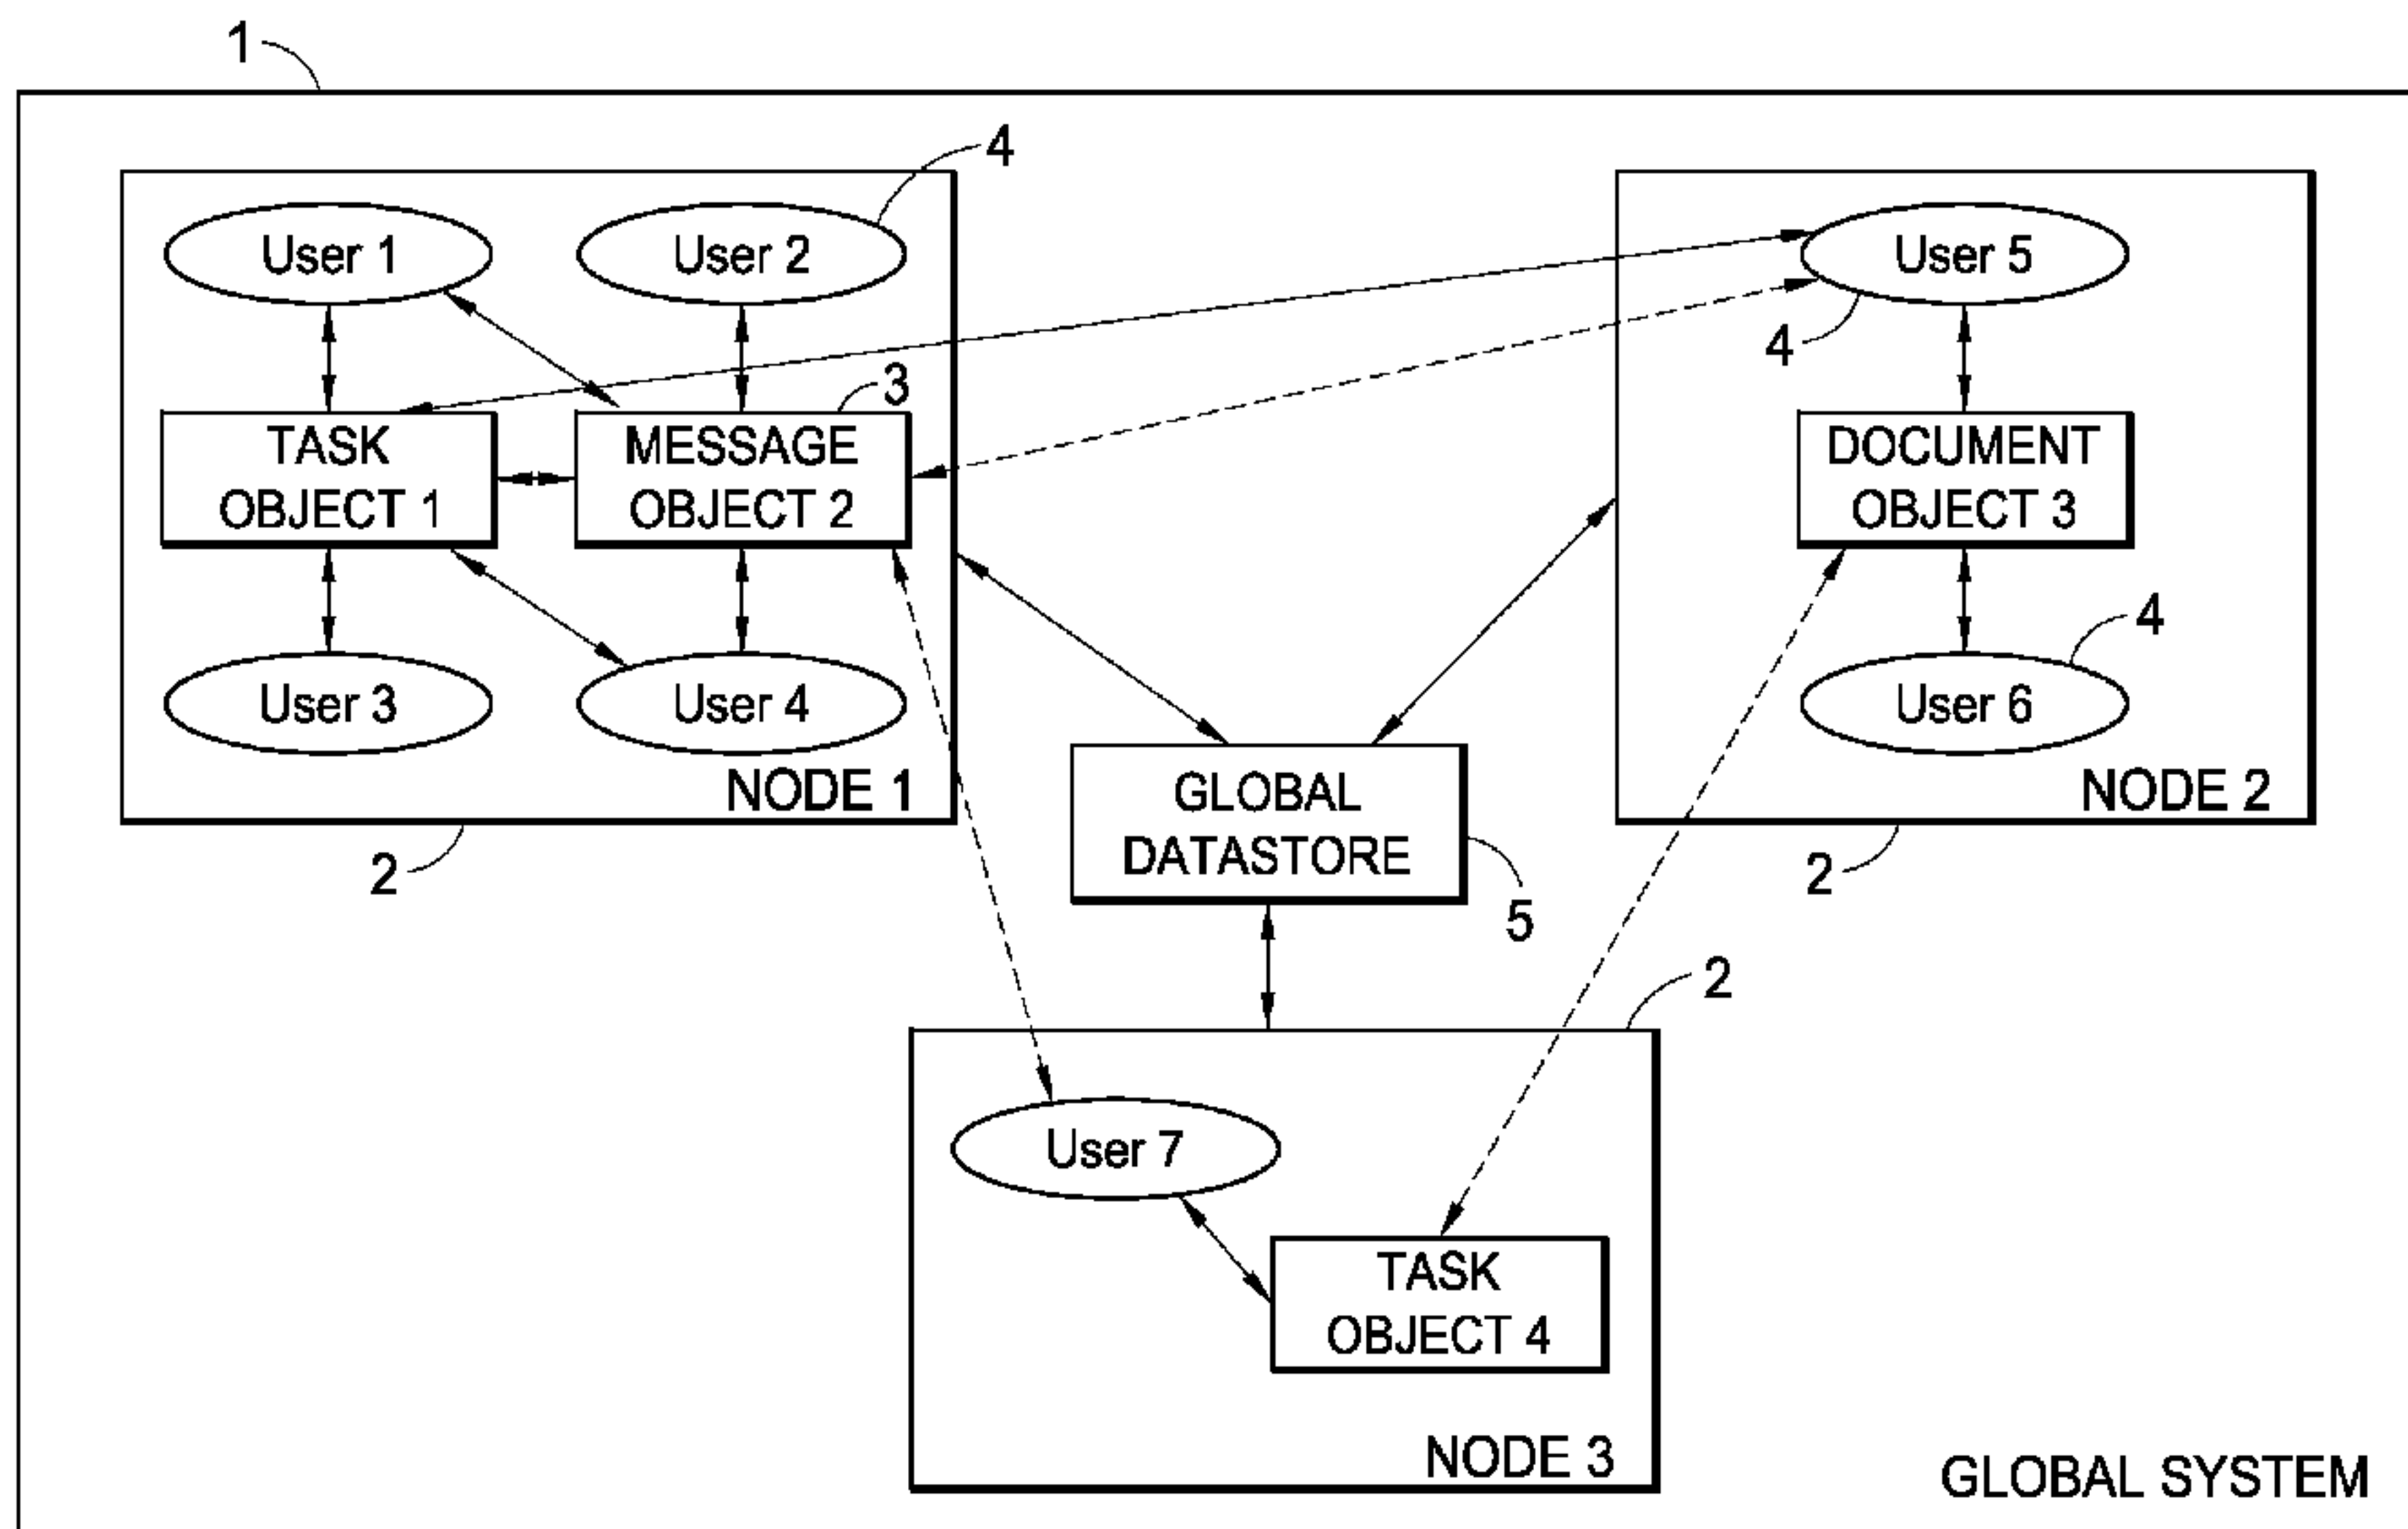 1
4
User 1
User 2
User 5
4
3
TASK
OBJECT 1
MESSAGE
OBJECT 2
DOCUMENT
OBJECT 3
4
User 3
User 4
User 6
NODE 1
NODE 2
GLOBAL
DATASTORE
2
2
5
2
User 7
TASK
OBJECT 4
NODE 3
GLOBAL SYSTEM